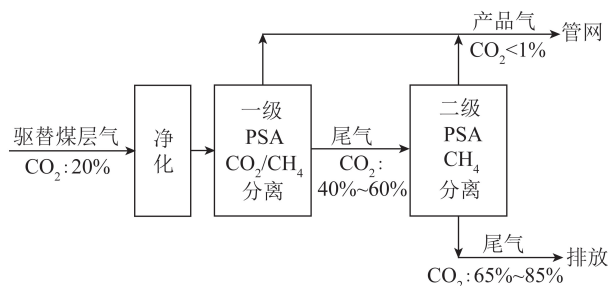 产品气
CO₂<1%
管网
驱替煤层气
CO₂:20%
净
化
一级
PSA
CO₂/CH₄
分离
尾气
CO₂:
40%~60%
二级
PSA
CH₄
分离
尾气
CO₂:65%~85%
排放